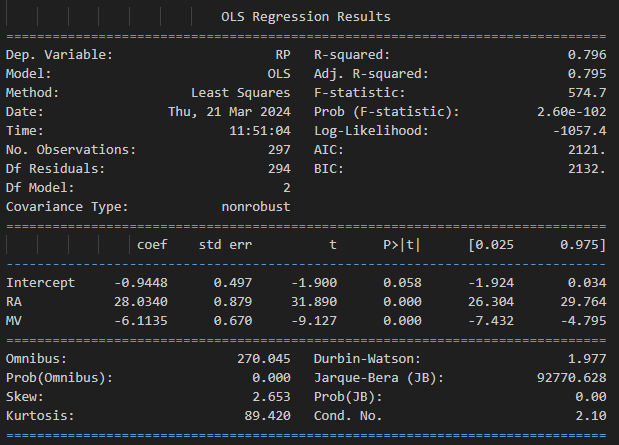 OLS Regression Results
==============================================================================
Dep. Variable: RP R-squared: 0.796
Model: OLS Adj. R-squared: 0.795
Method: Least Squares F-statistic: 574.7
Date: Thu, 21 Mar 2024 Prob (F-statistic): 2.60e-102
Time: 11:51:04 Log-Likelihood: -1057.4
No. Observations: 297 AIC: 2121.
Df Residuals: 294 BIC: 2132.
Df Model: 2
Covariance Type: nonrobust
==============================================================================
coef std err t P>|t| [0.025 0.975]
------------------------------------------------------------------------------
Intercept -0.9448 0.497 -1.900 0.058 -1.924 0.034
RA 28.0340 0.879 31.890 0.000 26.304 29.764
MV -6.1135 0.670 -9.127 0.000 -7.432 -4.795
==============================================================================
Omnibus: 270.045 Durbin-Watson: 1.977
Prob(Omnibus): 0.000 Jarque-Bera (JB): 92770.628
Skew: 2.653 Prob(JB): 0.00
Kurtosis: 89.420 Cond. No. 2.10
==============================================================================